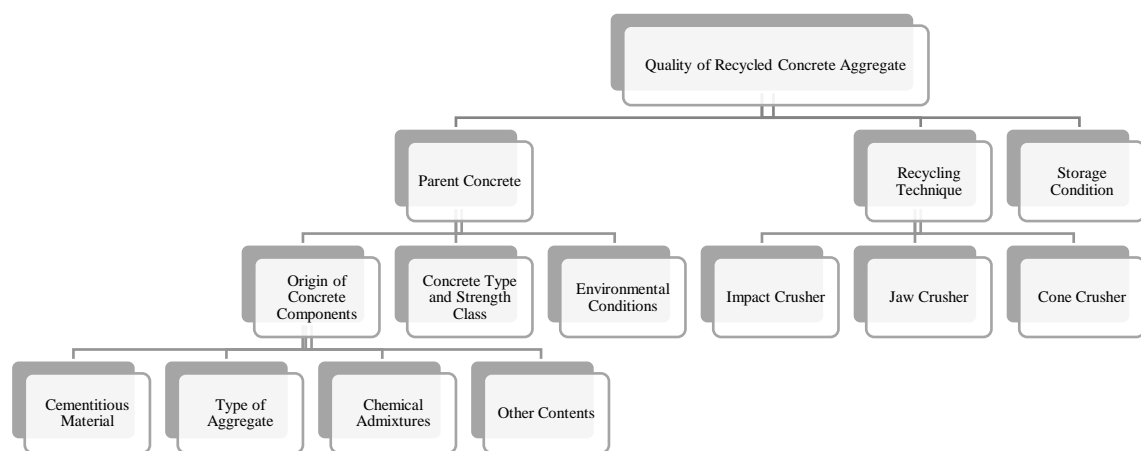 Quality of Recycled Concrete Aggregate
Parent Concrete
Recycling
Technique
Storage
Condition
Origin of
Concrete
Components
Concrete Type
and Strength
Class
Environmental
Conditions
Impact Crusher
Jaw Crusher
Cone Crusher
Cementitious
Material
Type of
Aggregate
Chemical
Admixtures
Other Contents